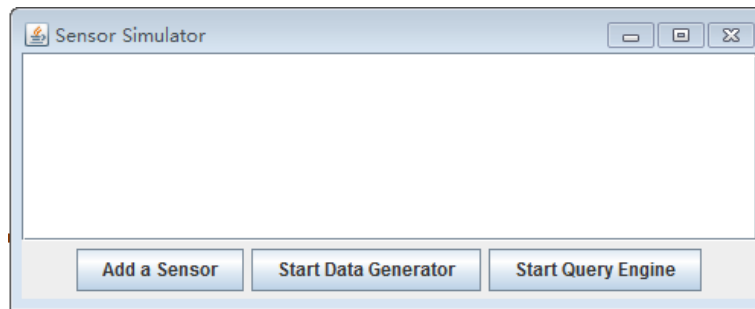 Sensor Simulator
Add a Sensor Start Data Generator Start Query Engine